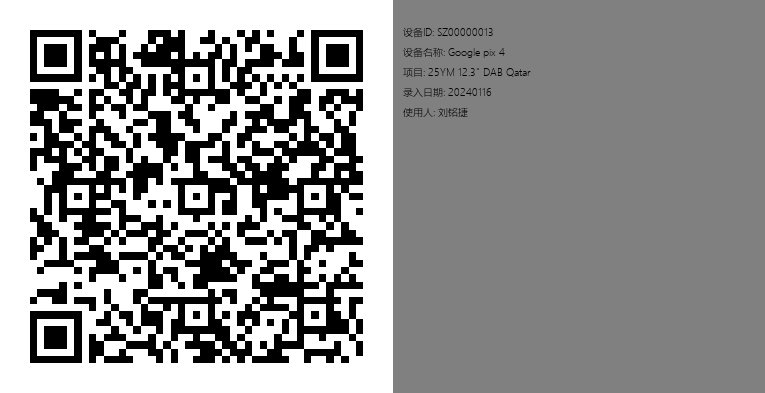 设备ID: SZ00000013
设备名称: Google pix 4
项目: 25YM 12.3" DAB Qatar
录入日期: 20240116
使用人: 刘铭捷